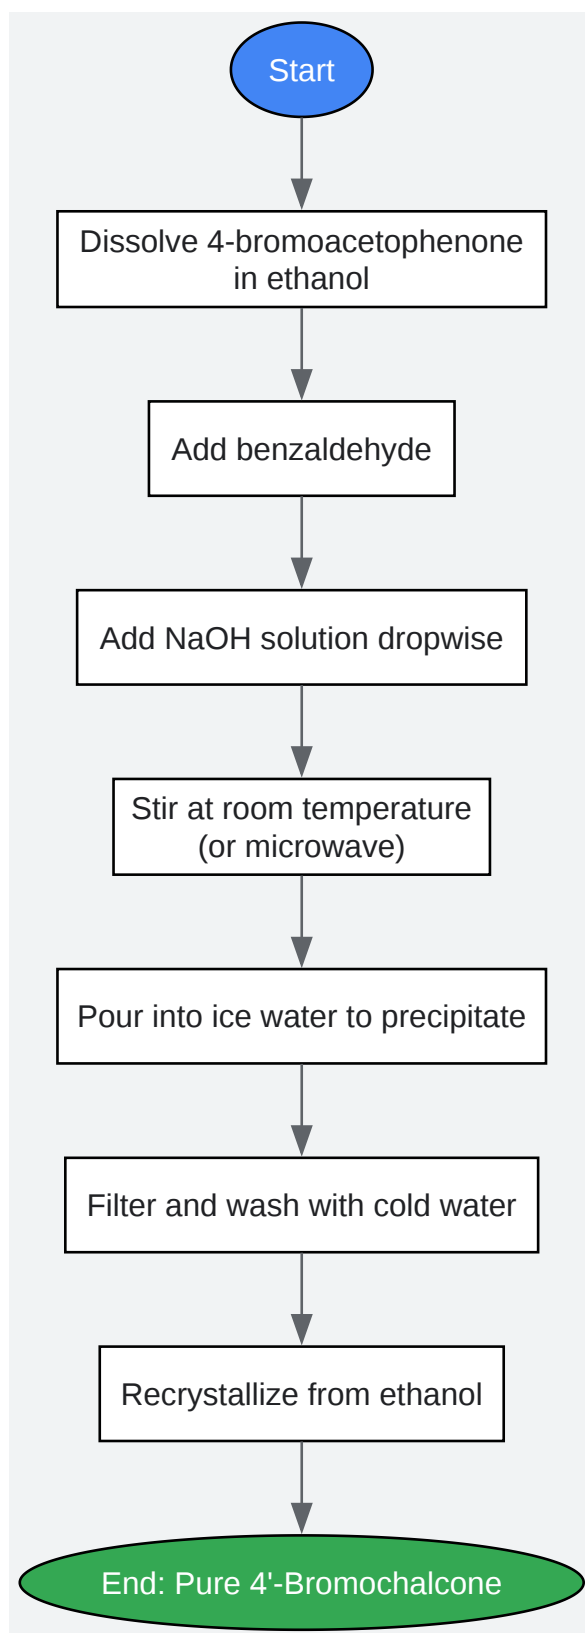 Start
Dissolve 4-bromoacetophenone
in ethanol
Add benzaldehyde
Add NaOH solution dropwise
Stir at room temperature
(or microwave)
Pour into ice water to precipitate
Filter and wash with cold water
Recrystallize from ethanol
End: Pure 4'-Bromochalcone